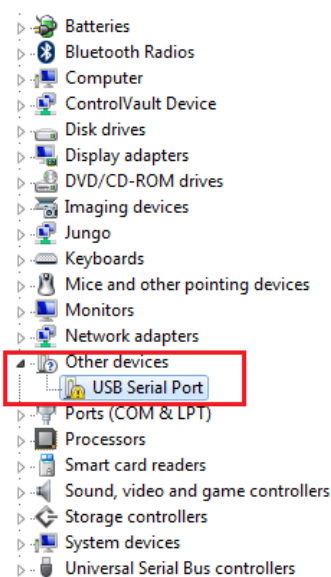 Batteries
Bluetooth Radios
Computer
ControlVault Device
Disk drives
Display adapters
DVD/CD-ROM drives
Imaging devices
Jungo
Keyboards
Mice and other pointing devices
Monitors
Network adapters
Other devices
USB Serial Port
Ports (COM & LPT)
Processors
Smart card readers
Sound, video and game controllers
Storage controllers
System devices
Universal Serial Bus controllers